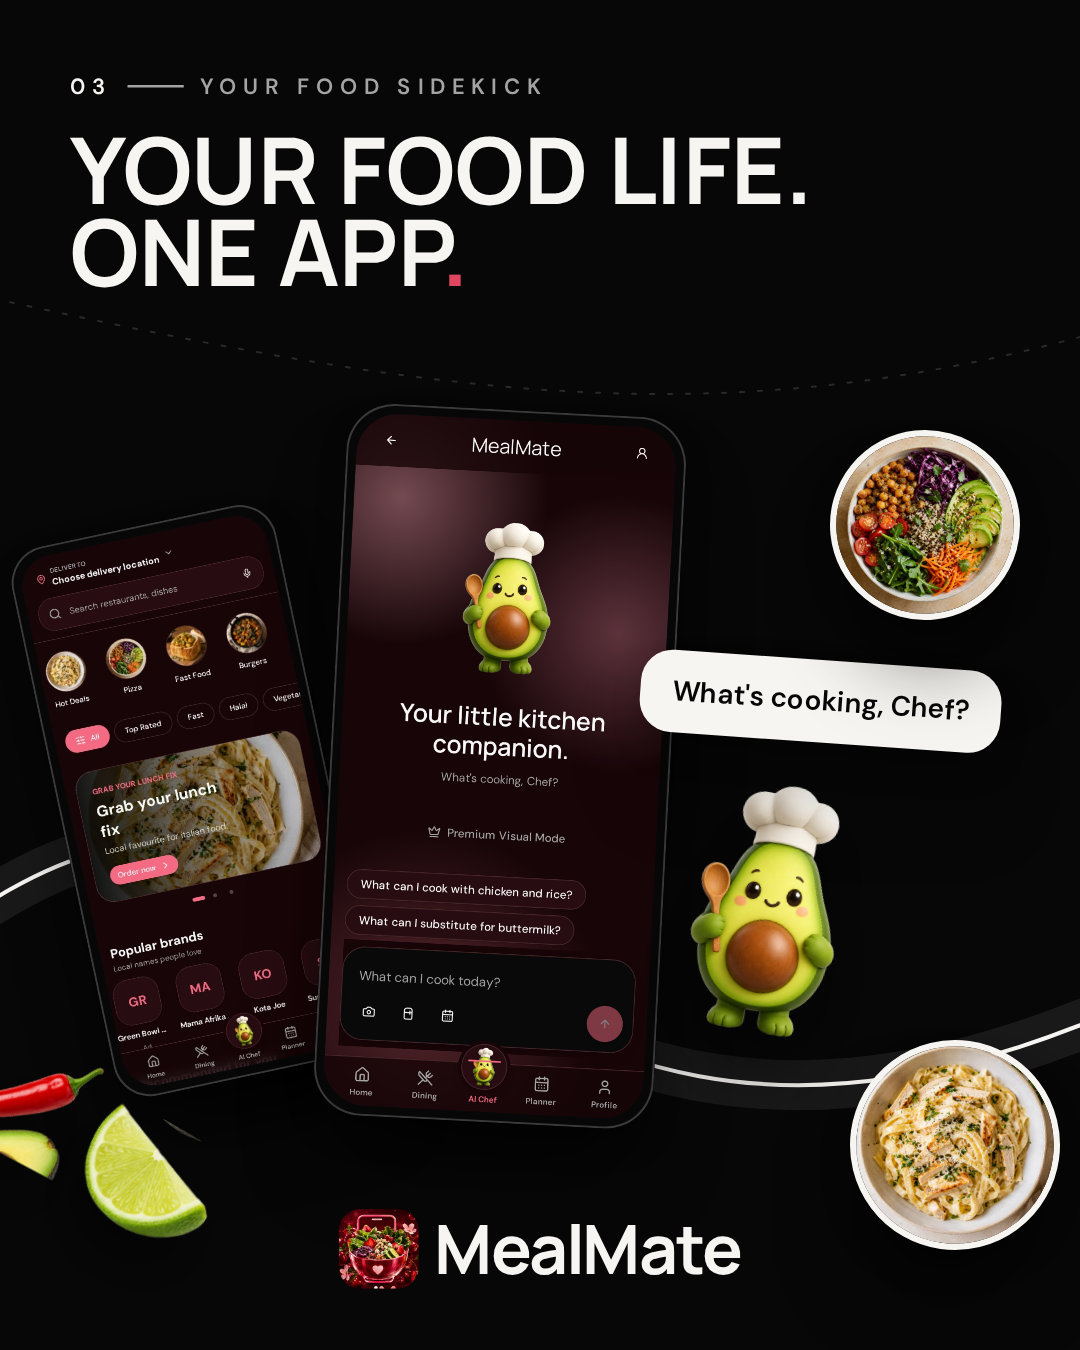 03 YOUR FOOD SIDEKICK
YOUR FOOD LIFE.
ONE APP.
DELIVER TO
Choose delivery location
Search restaurants, dishes
Hot Deals
Pizza
Fast Food
Burgers
All
Top Rated
Fast
Halal
GRAB YOUR LUNCH FIX
Grab your lunch
fix
Local favourite for Italian food
Order now
Popular brands
Local names people love
GR
MA
KO
Green Bowl ...
Mama Afrika
Kota Joe
Ad
Home
Dining
AI Chef
Planner
MealMate
Your little kitchen
companion.
What's cooking, Chef?
Premium Visual Mode
What can I cook with chicken and rice?
What can I substitute for buttermilk?
What can I cook today?
Home
Dining
AI Chef
Planner
Profile
What's cooking, Chef?
MealMate